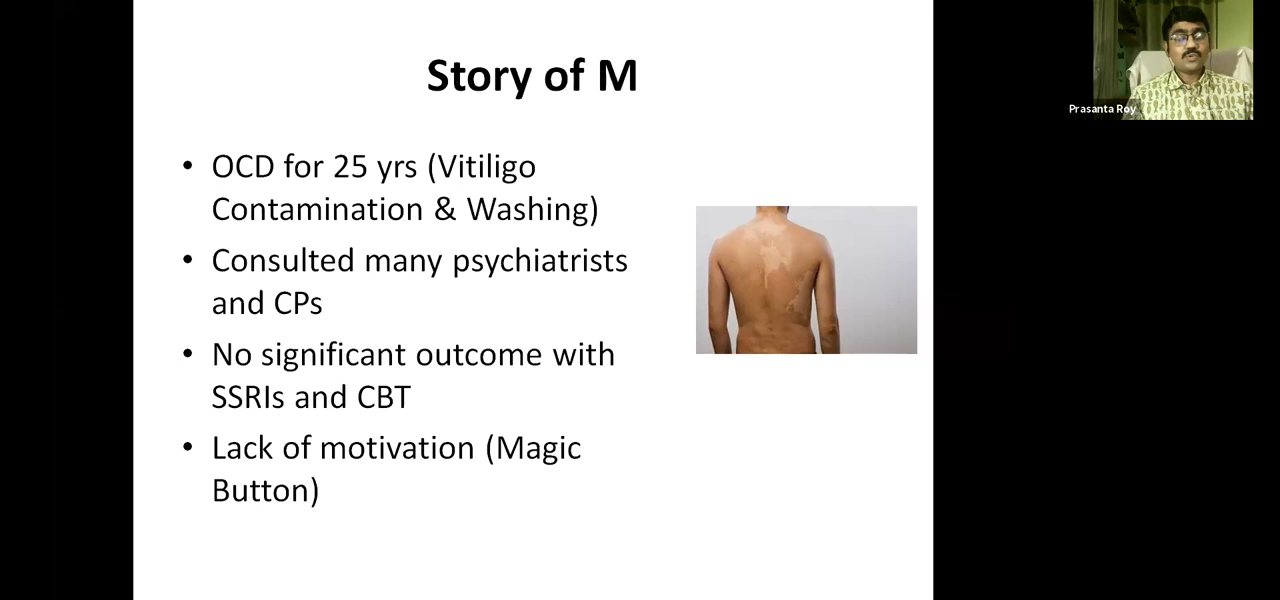 Story of M
• OCD for 25 yrs (Vitiligo
Contamination & Washing)
• Consulted many psychiatrists
and CPs
• No significant outcome with
SSRIs and CBT
• Lack of motivation (Magic
Button)
Prasanta Roy